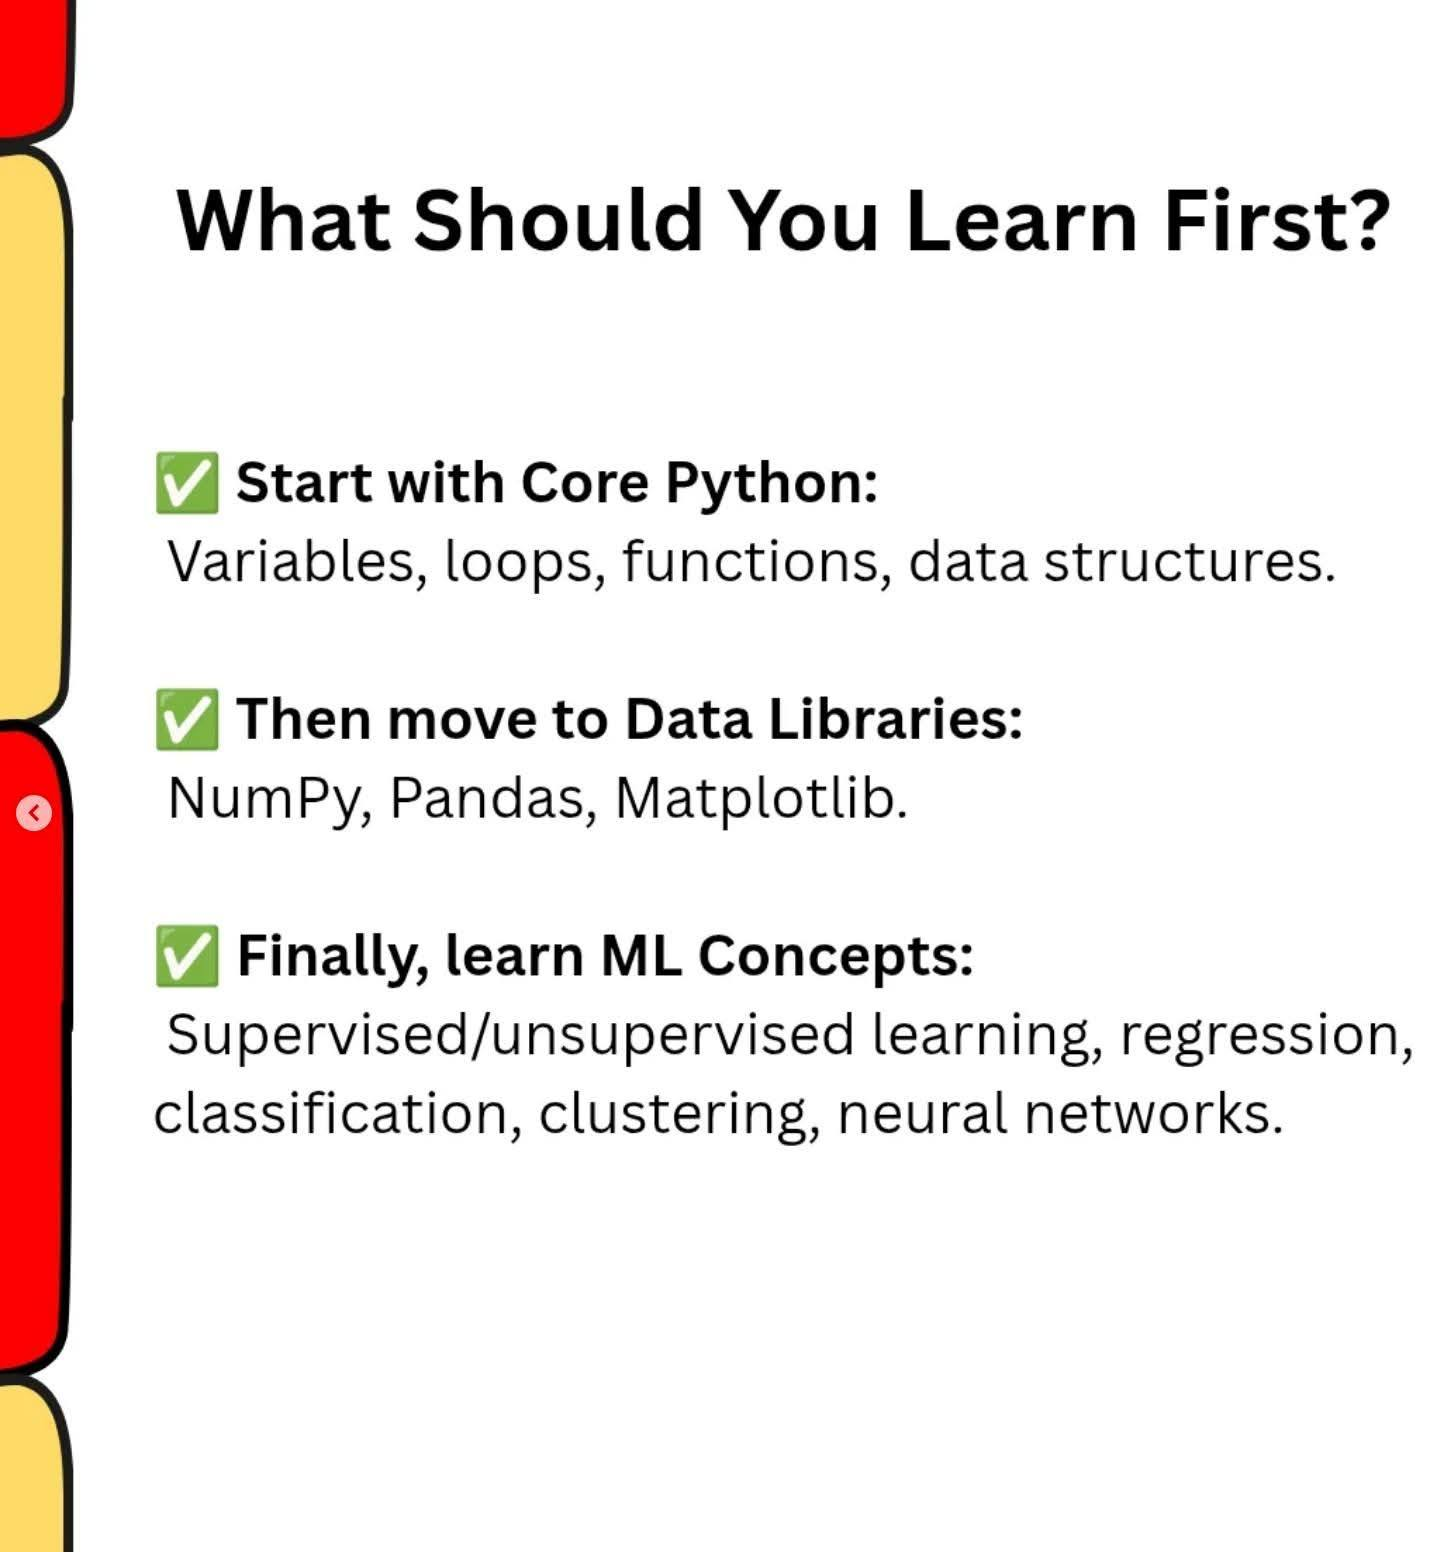 What Should You Learn First?
✅ Start with Core Python:
Variables, loops, functions, data structures.
✅ Then move to Data Libraries:
NumPy, Pandas, Matplotlib.
✅ Finally, learn ML Concepts:
Supervised/unsupervised learning, regression,
classification, clustering, neural networks.